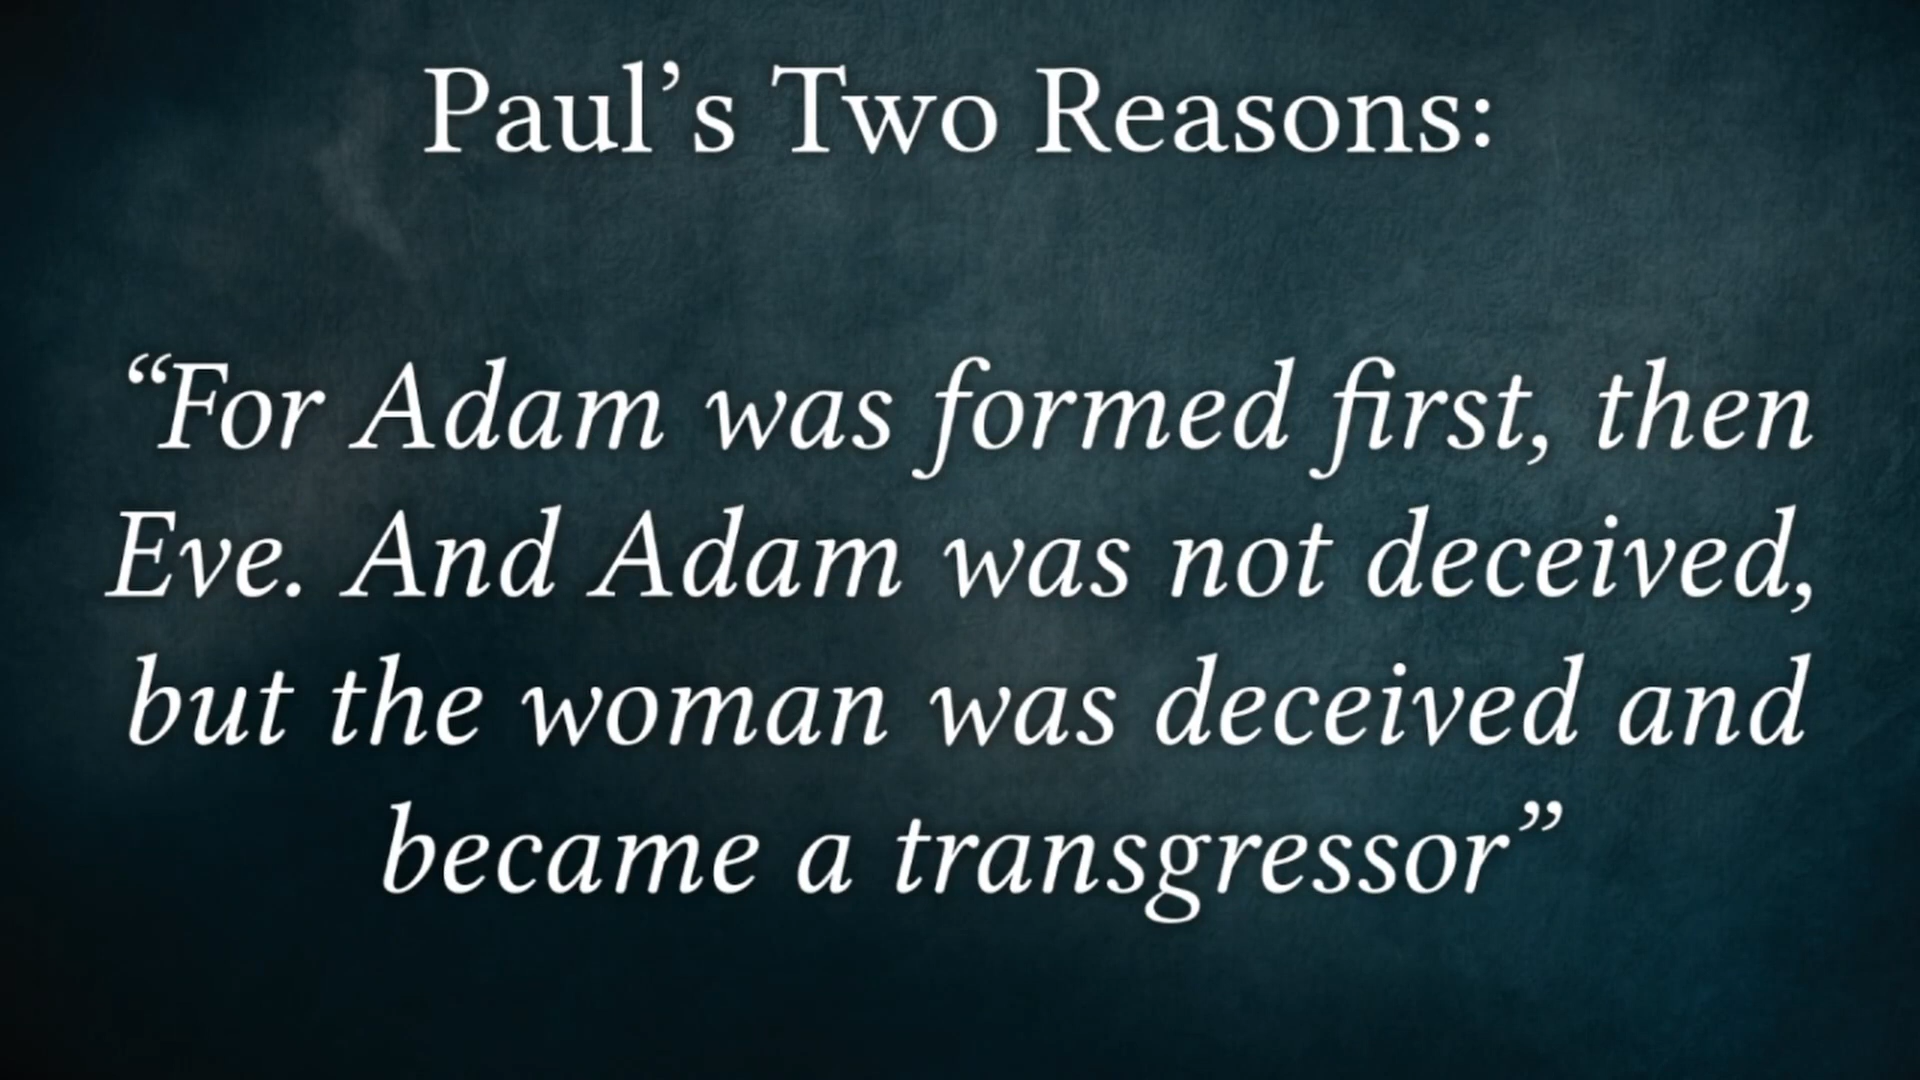 Paul’s Two Reasons:
“For Adam was formed first, then
Eve. And Adam was not deceived,
but the woman was deceived and
became a transgressor”